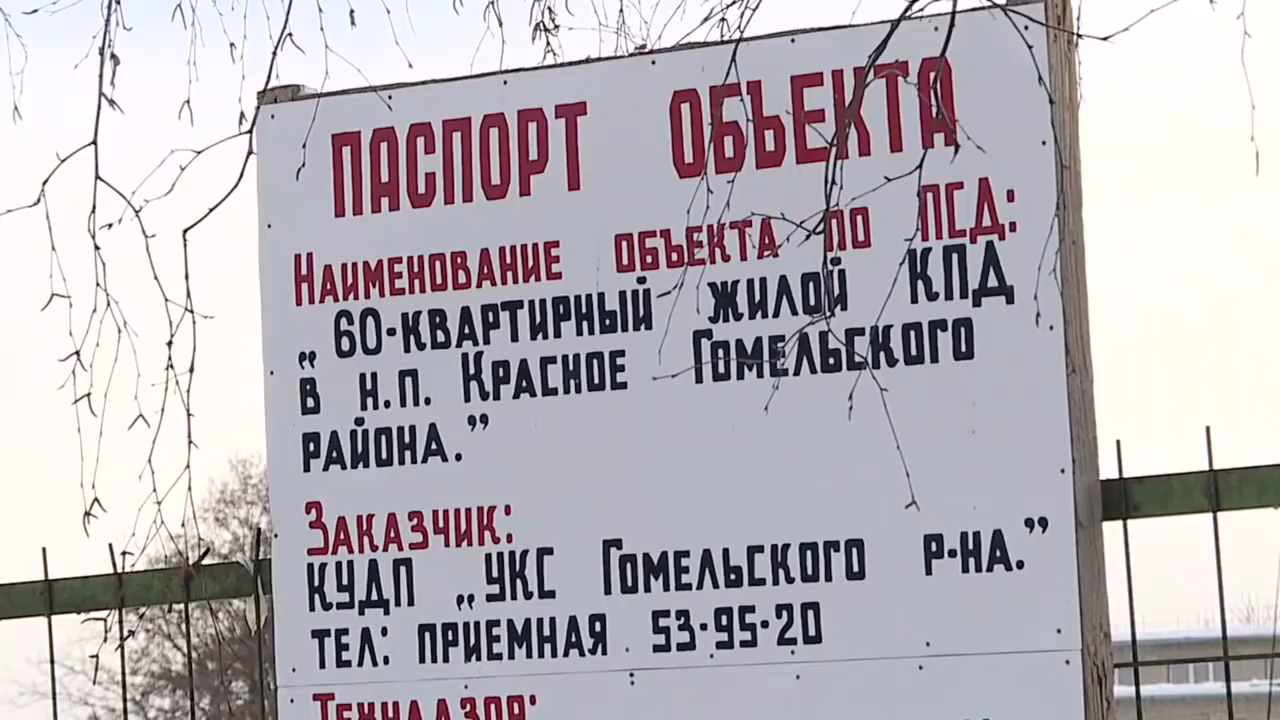 ПАСПОРТ ОБЪЕКТА
НАИМЕНОВАНИЕ ОБЪЕКТА ПО ПСД:
„60-КВАРТИРНЫЙ ЖИЛОЙ КПД
В Н.П. КРАСНОЕ ГОМЕЛЬСКОГО
РАЙОНА.”
ЗАКАЗЧИК:
КУДП „УКС ГОМЕЛЬСКОГО Р-НА.”
ТЕЛ: ПРИЕМНАЯ 53-95-20
ТЕХНАДЗОР: